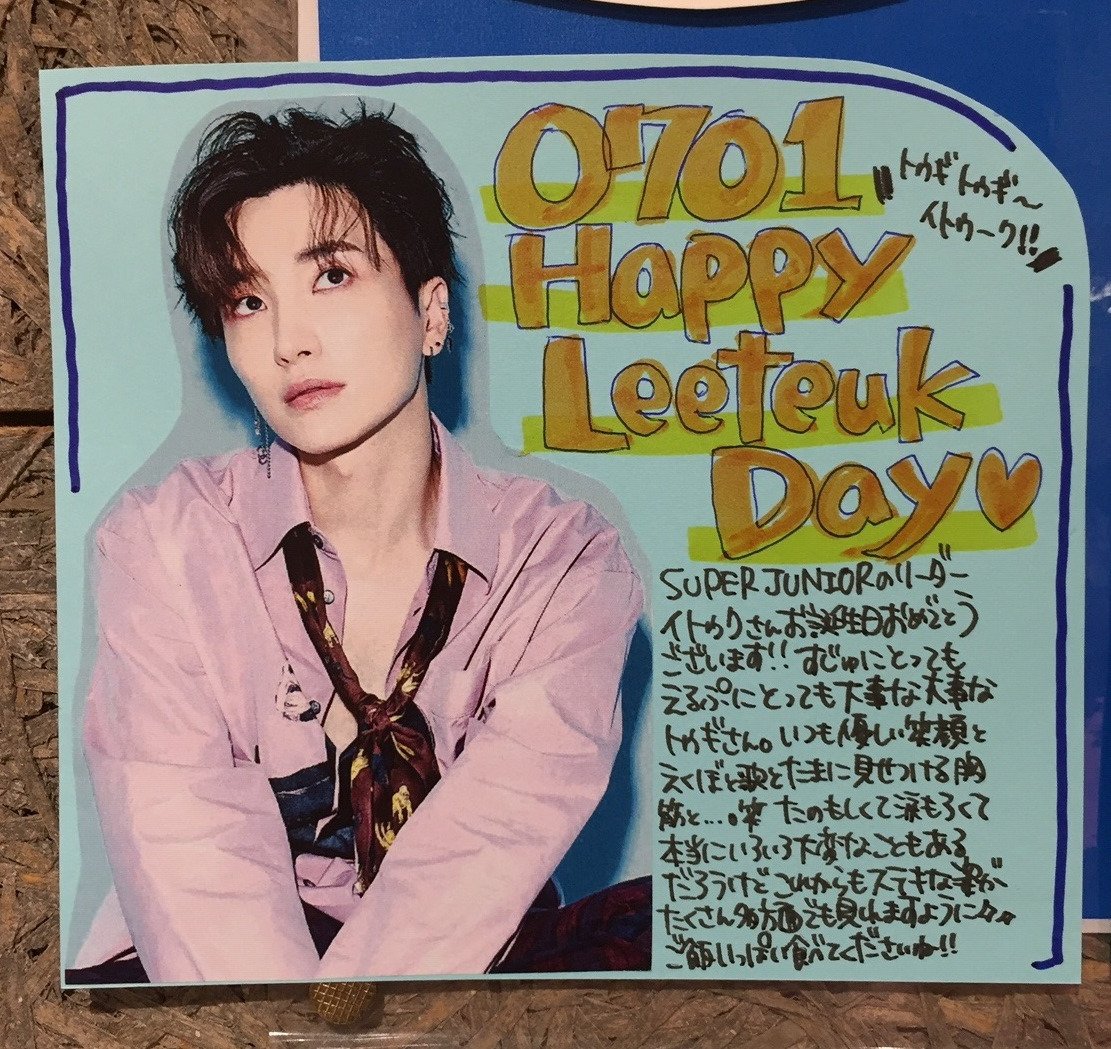 0701
Happy
Leeteuk
Day♡
"トゥギトゥギ〜
イトゥーク!!"
SUPER JUNIORのリーダー
イトゥクさんお誕生日おめでとう
ございます!! すじゅにとっても
えるぷにとっても大事な大事な
トゥギさん。いつも優しい笑顔と
えくぼと歌とたまに見せつける胸
筋と…。笑 たのもしくて涙もろくて
本当にいろいろ大変なこともある
だろうけどこれからもステキな姿が
たくさん多方面でも見れますように
ご飯いっぱい食べてくださいね!!